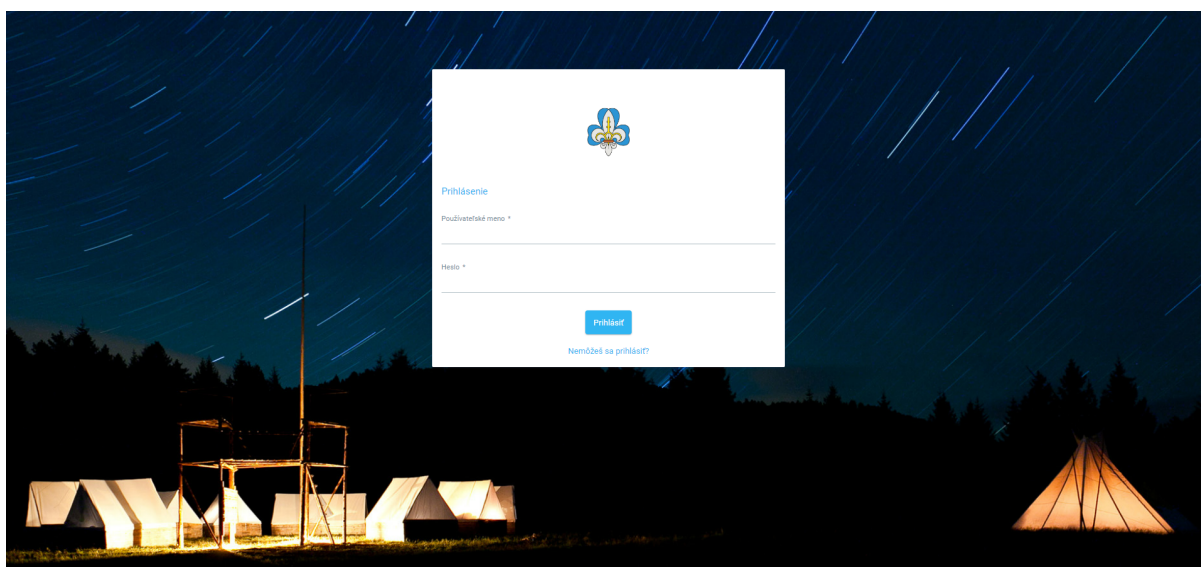 Prihlásenie
Používateľské meno *
Heslo *
Prihlásiť
Nemôžeš sa prihlásiť?